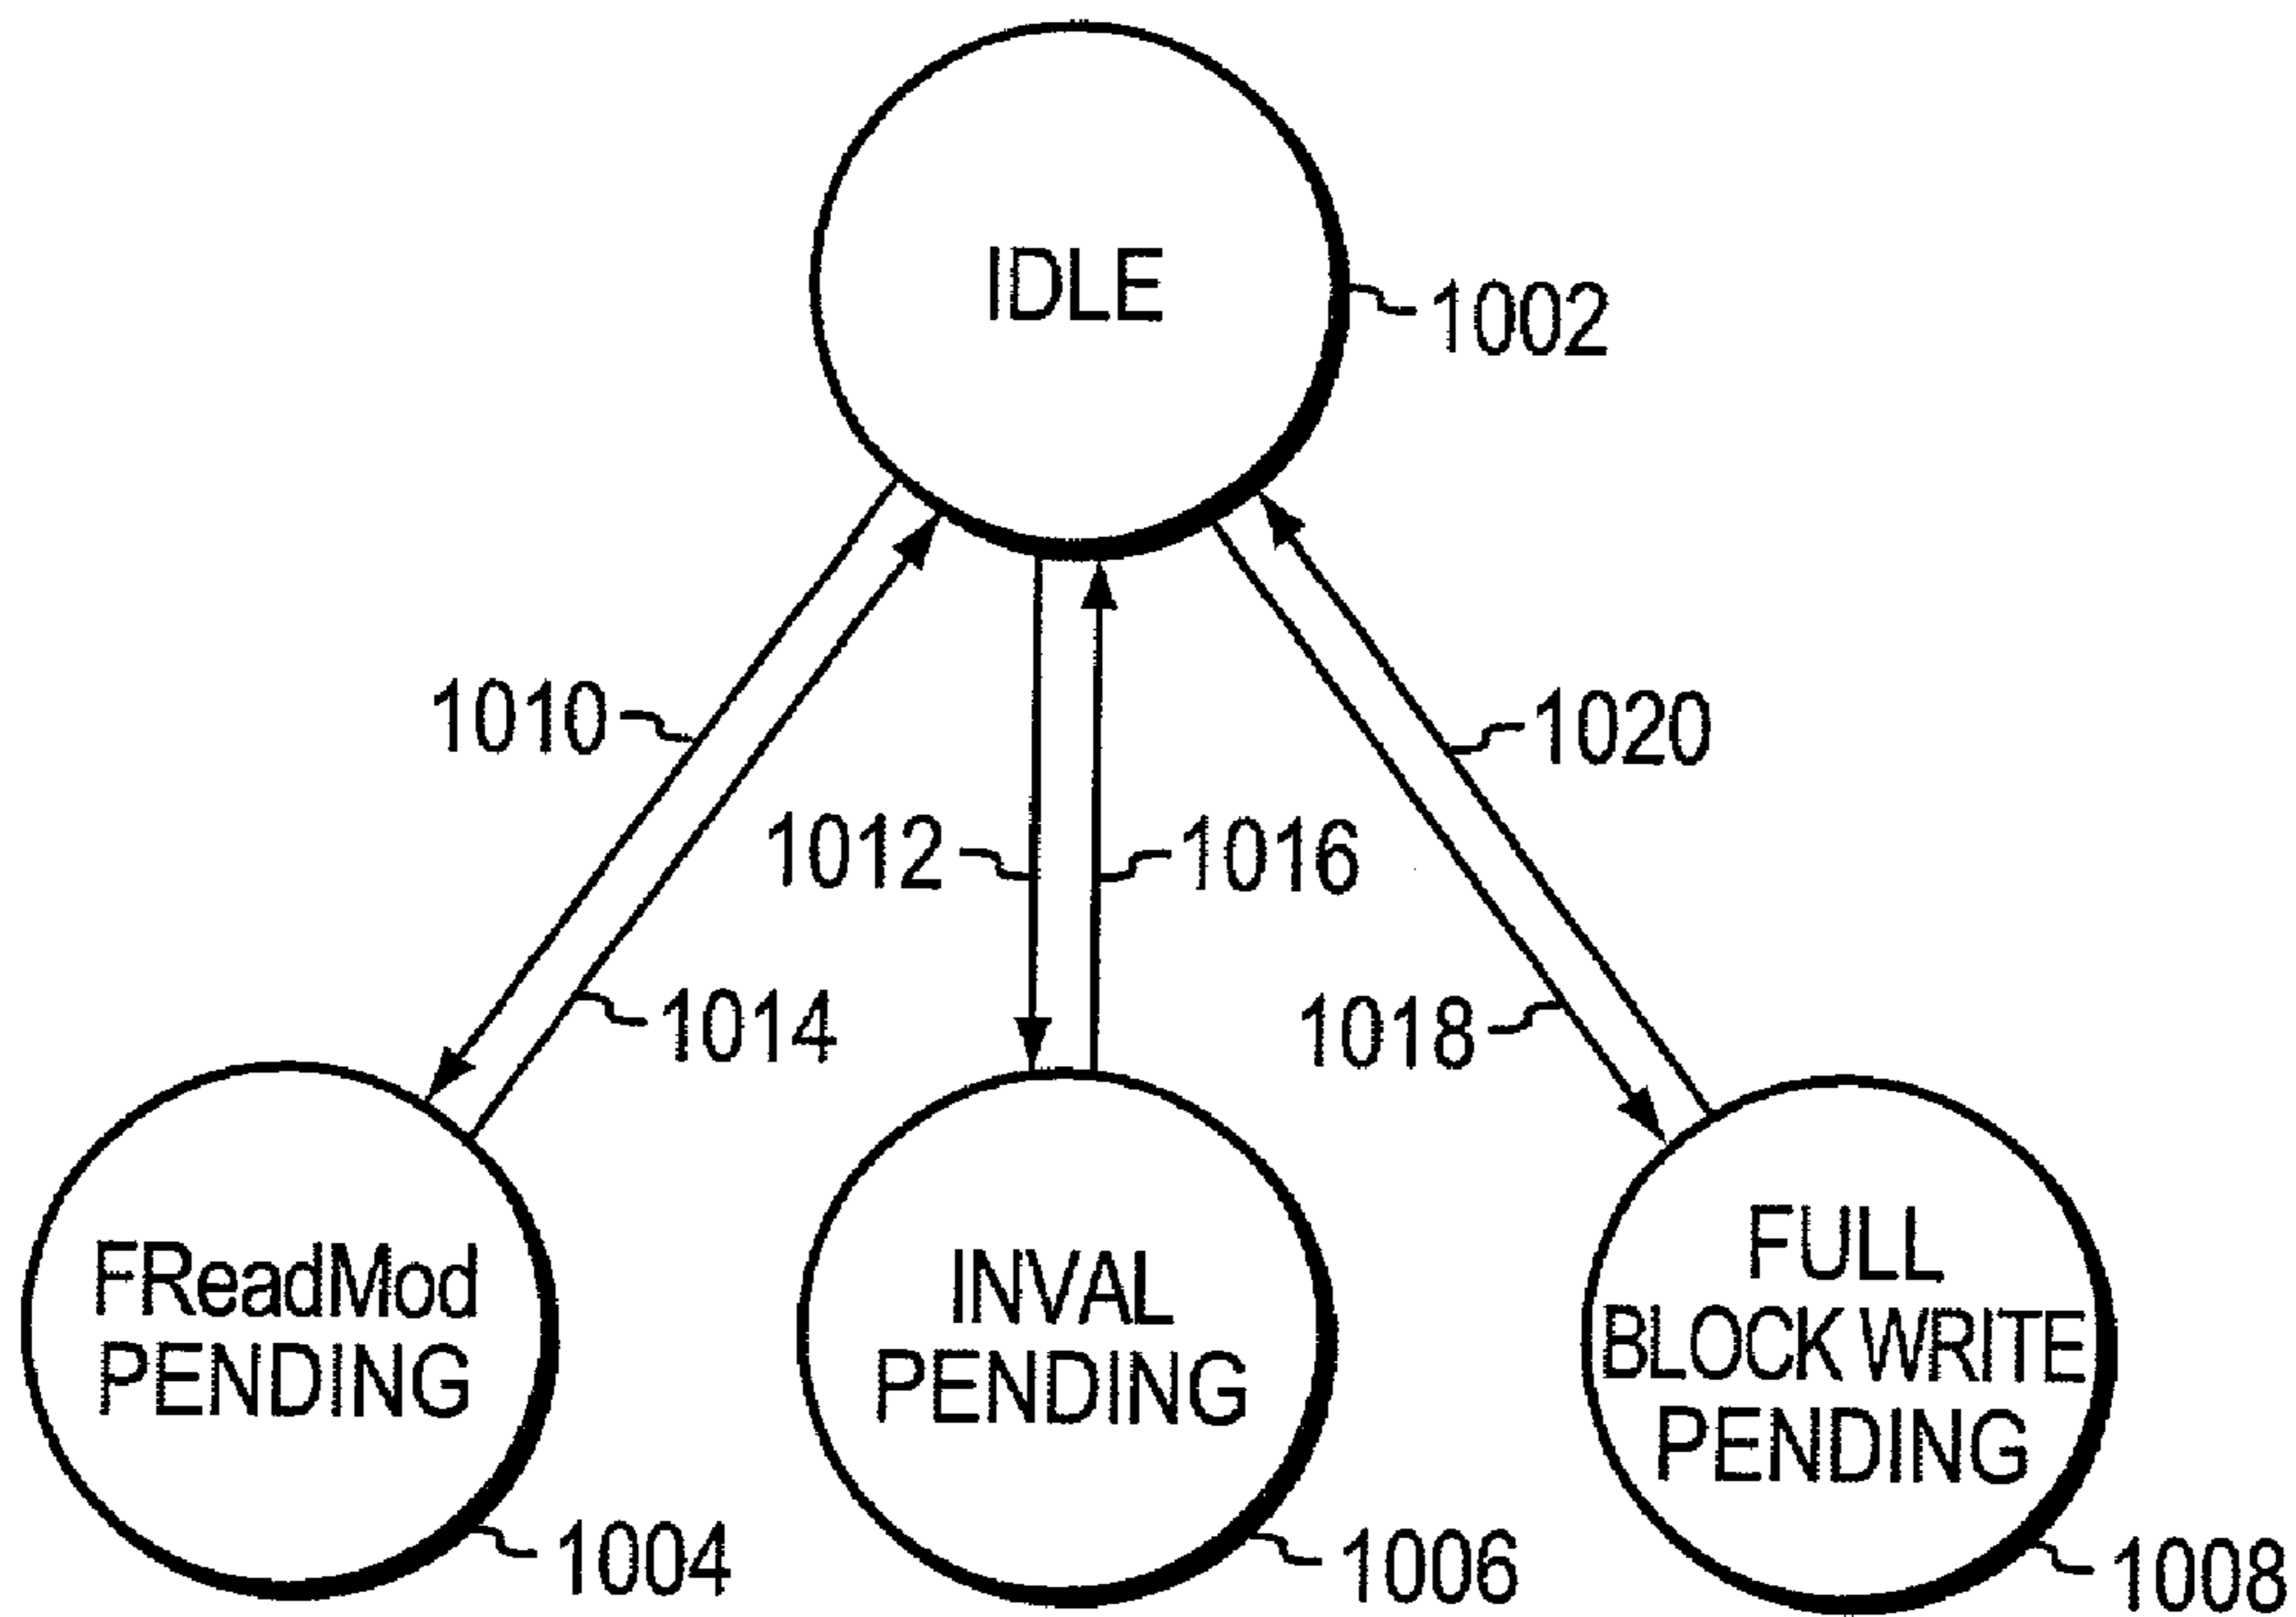 IDLE
1002
1010
1020
1012
1016
1014
1018
FReadMod
PENDING
1004
INVAL
PENDING
1006
FULL
BLOCK WRITE
PENDING
1008